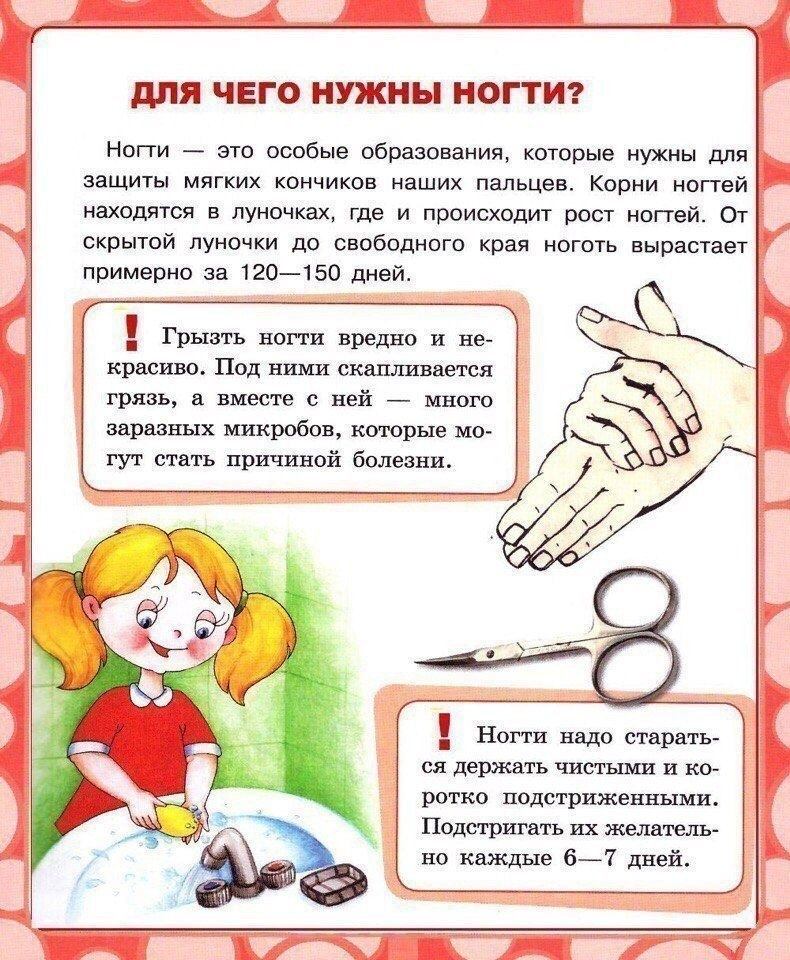 ДЛЯ ЧЕГО НУЖНЫ НОГТИ?
Ногти — это особые образования, которые нужны для
защиты мягких кончиков наших пальцев. Корни ногтей
находятся в луночках, где и происходит рост ногтей. От
скрытой луночки до свободного края ноготь вырастает
примерно за 120—150 дней.
! Грызть ногти вредно и не-
красиво. Под ними скапливается
грязь, а вместе с ней — много
заразных микробов, которые мо-
гут стать причиной болезни.
! Ногти надо старать-
ся держать чистыми и ко-
ротко подстриженными.
Подстригать их желатель-
но каждые 6—7 дней.